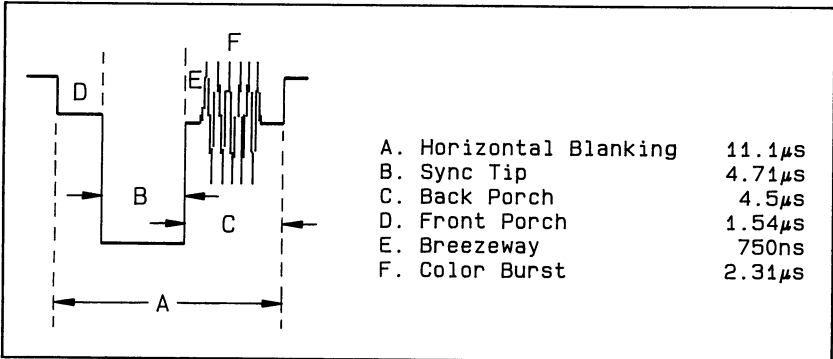 F
E
D
B
C
A
A. Horizontal Blanking 11.1μs
B. Sync Tip 4.71μs
C. Back Porch 4.5μs
D. Front Porch 1.54μs
E. Breezeway 750ns
F. Color Burst 2.31μs